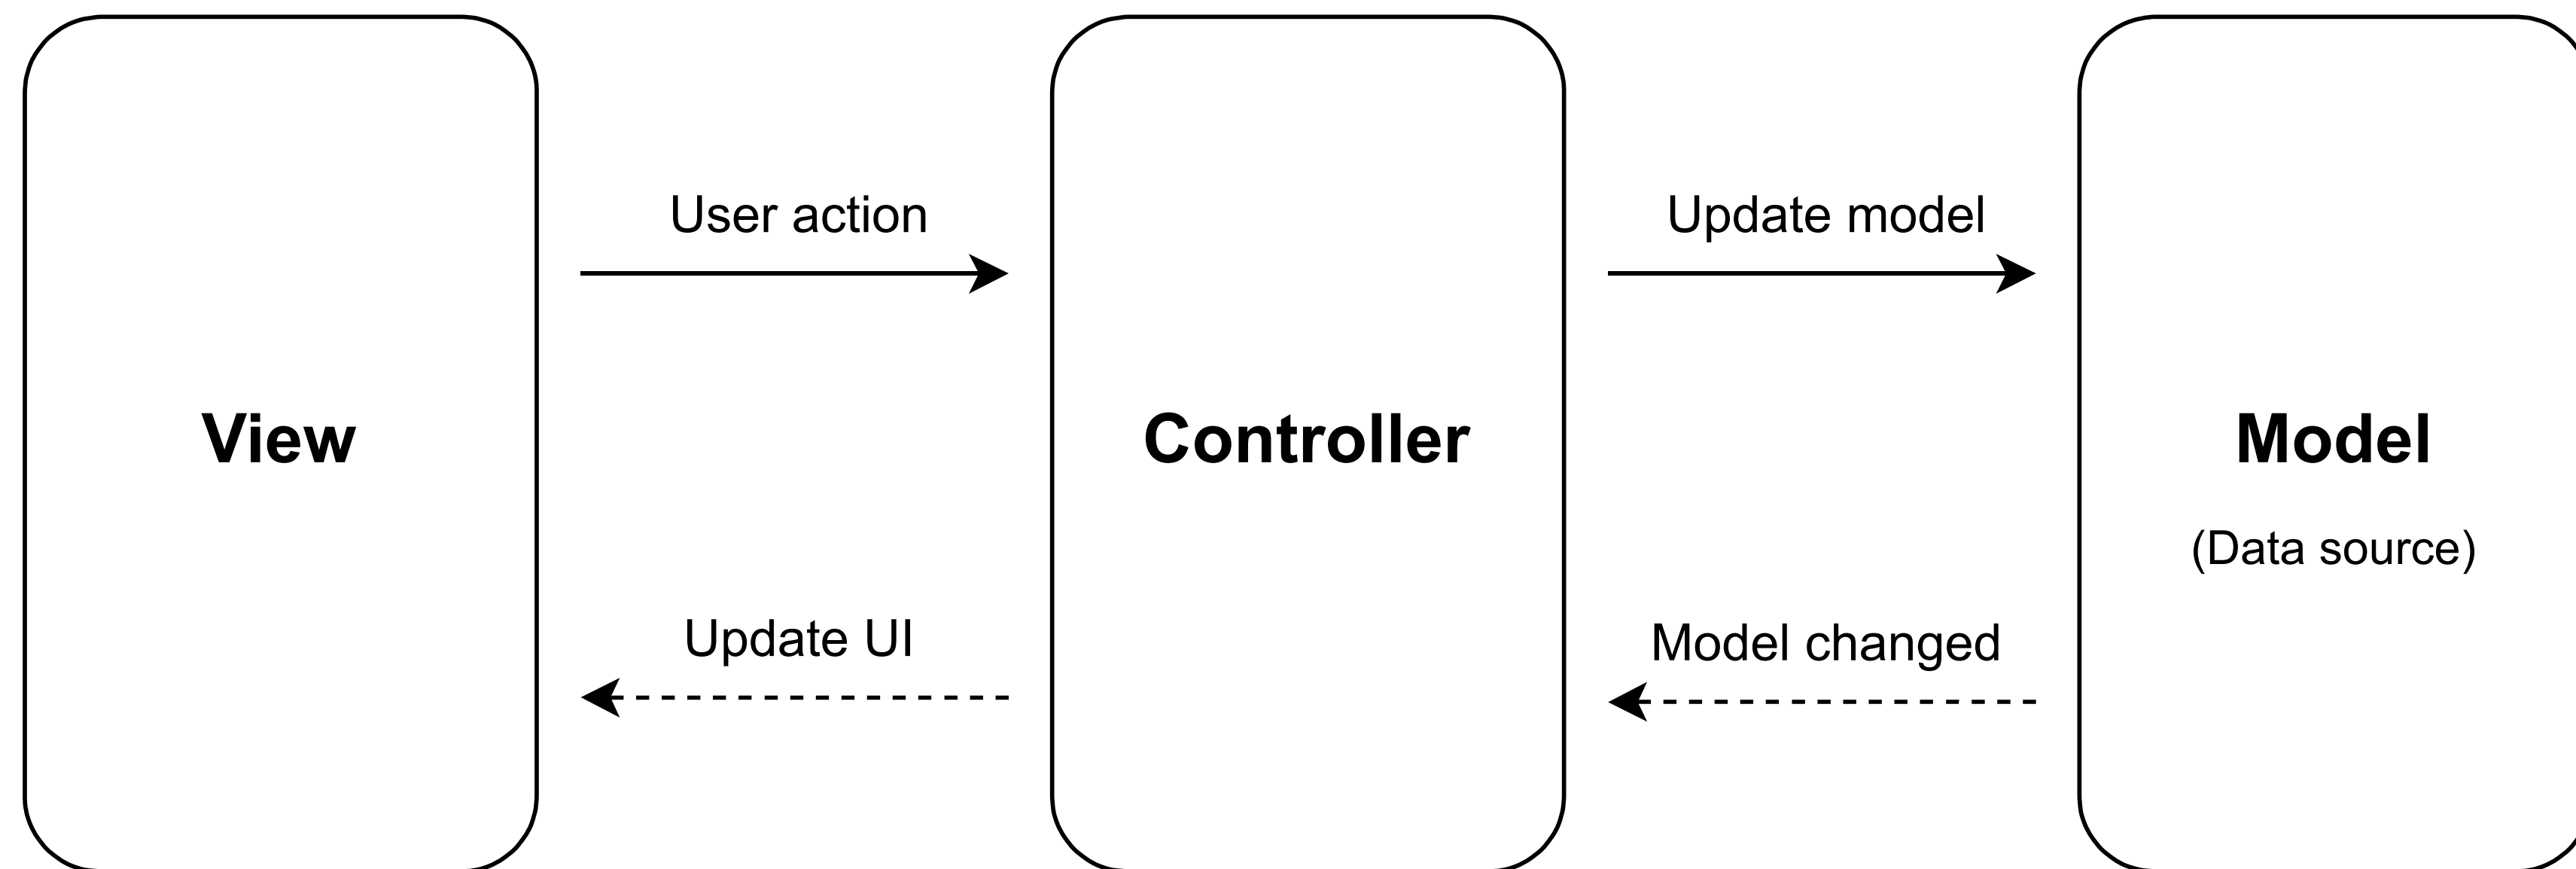 User action
Update model
View
Controller
Model
(Data source)
Update UI
Model changed